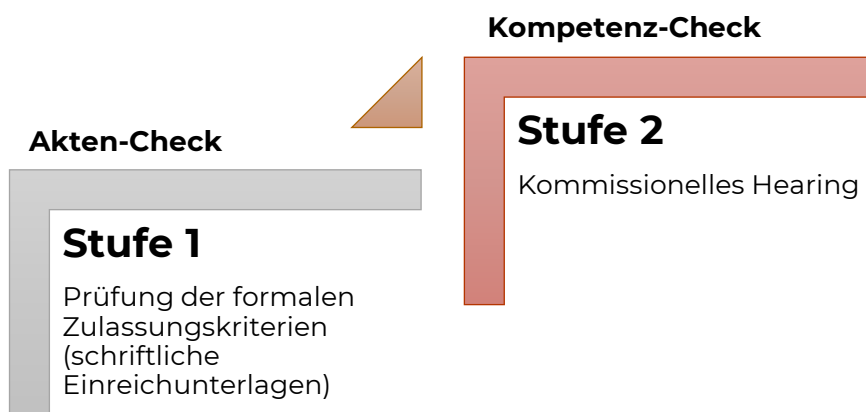 Kompetenz-Check
Akten-Check
Stufe 2
Kommissionelles Hearing
Stufe 1
Prüfung der formalen
Zulassungskriterien
(schriftliche
Einreichunterlagen)